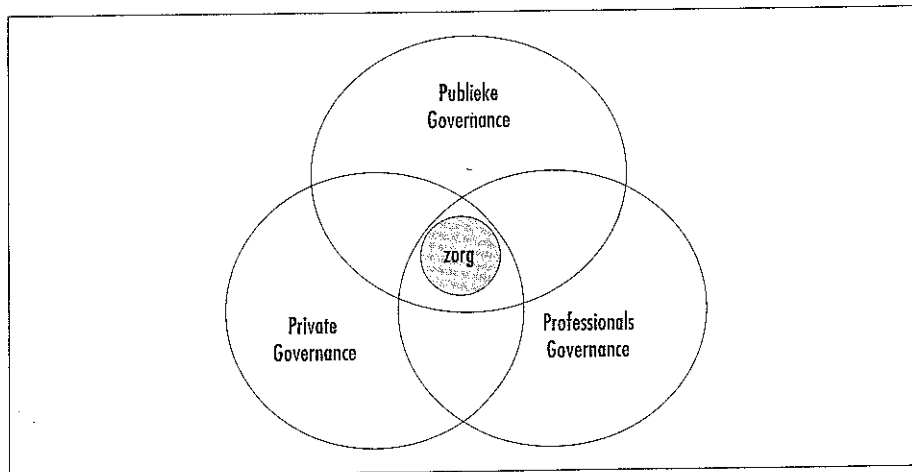 Publieke
Governance
zorg
Private
Governance
Professionals
Governance